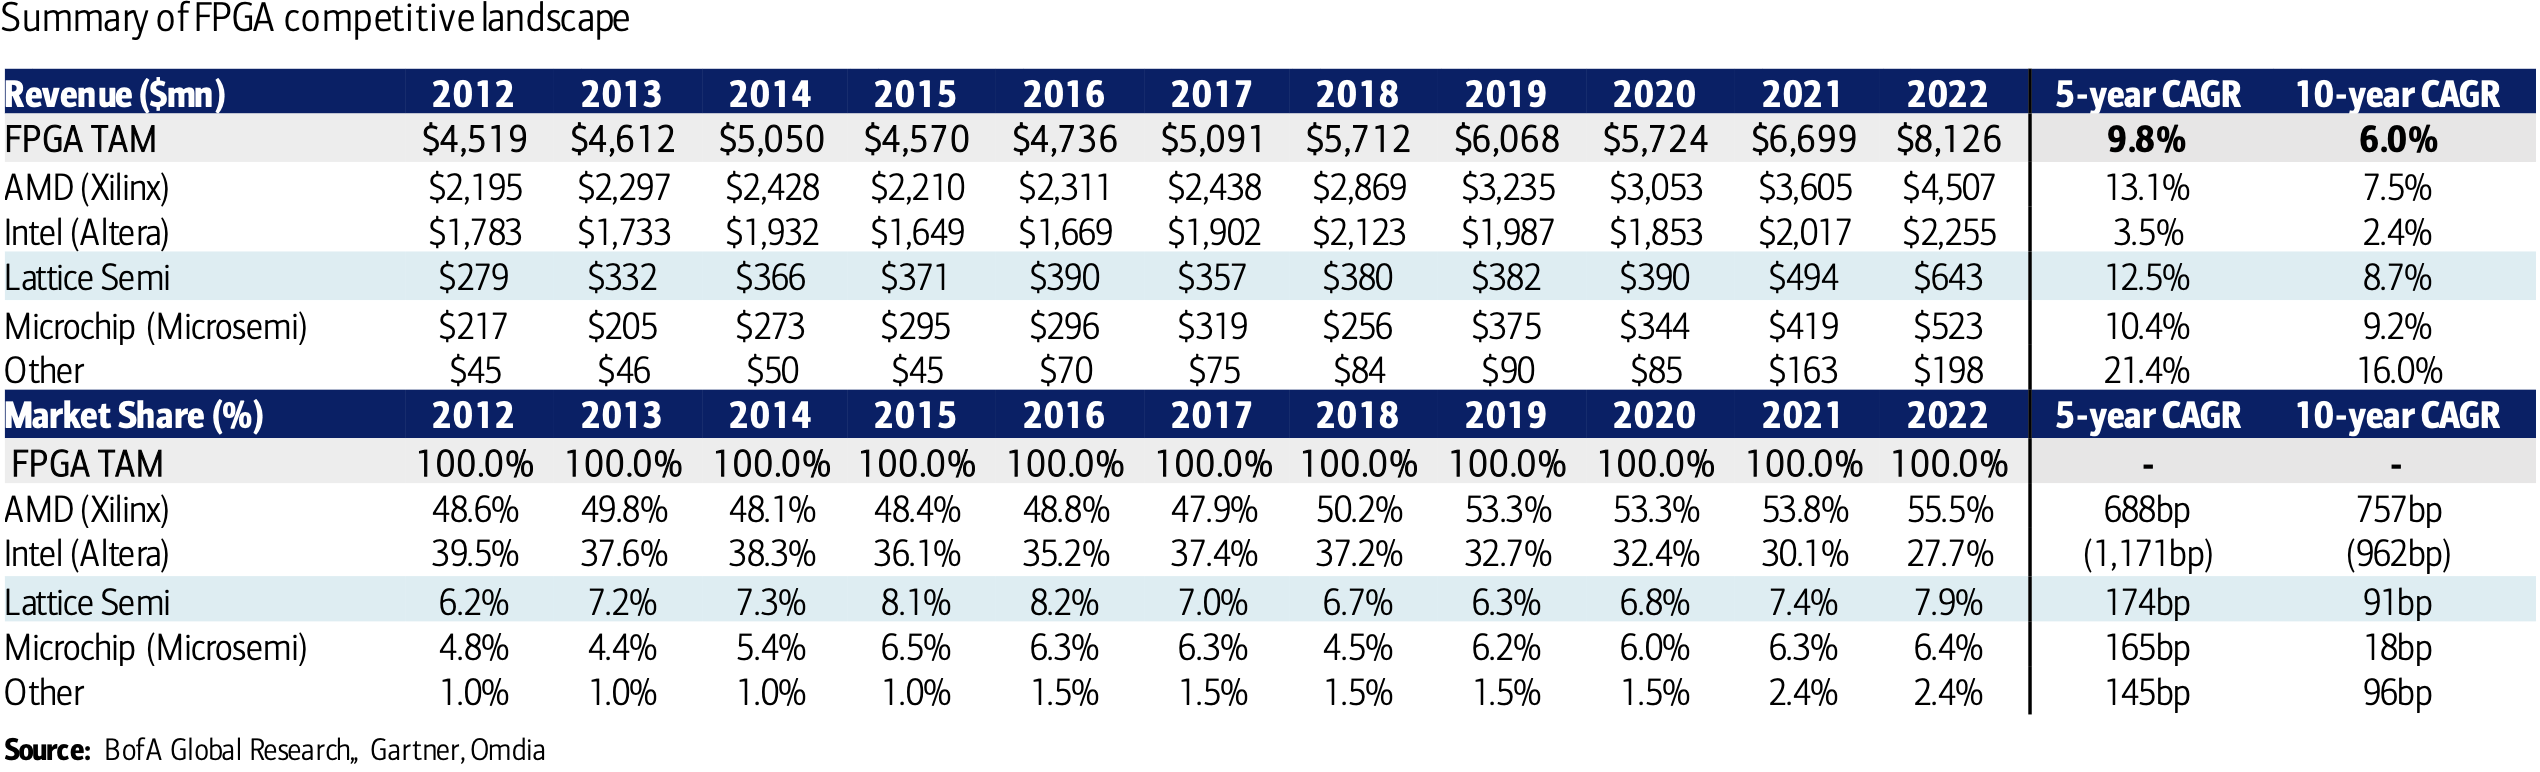 Summary of FPGA competitive landscape
Revenue ($mn) 2012 2013 2014 2015 2016 2017 2018 2019 2020 2021 2022 5-year CAGR 10-year CAGR
FPGA TAM $4,519 $4,612 $5,050 $4,570 $4,736 $5,091 $5,712 $6,068 $5,724 $6,699 $8,126 9.8% 6.0%
AMD (Xilinx) $2,195 $2,297 $2,428 $2,210 $2,311 $2,438 $2,869 $3,235 $3,053 $3,605 $4,507 13.1% 7.5%
Intel (Altera) $1,783 $1,733 $1,932 $1,649 $1,669 $1,902 $2,123 $1,987 $1,853 $2,017 $2,255 3.5% 2.4%
Lattice Semi $279 $332 $366 $371 $390 $357 $380 $382 $390 $494 $643 12.5% 8.7%
Microchip (Microsemi) $217 $205 $273 $295 $296 $319 $256 $375 $344 $419 $523 10.4% 9.2%
Other $45 $46 $50 $45 $70 $75 $84 $90 $85 $163 $198 21.4% 16.0%
Market Share (%) 2012 2013 2014 2015 2016 2017 2018 2019 2020 2021 2022 5-year CAGR 10-year CAGR
FPGA TAM 100.0% 100.0% 100.0% 100.0% 100.0% 100.0% 100.0% 100.0% 100.0% 100.0% 100.0% - -
AMD (Xilinx) 48.6% 49.8% 48.1% 48.4% 48.8% 47.9% 50.2% 53.3% 53.3% 53.8% 55.5% 688bp 757bp
Intel (Altera) 39.5% 37.6% 38.3% 36.1% 35.2% 37.4% 37.2% 32.7% 32.4% 30.1% 27.7% (1,171bp) (962bp)
Lattice Semi 6.2% 7.2% 7.3% 8.1% 8.2% 7.0% 6.7% 6.3% 6.8% 7.4% 7.9% 174bp 91bp
Microchip (Microsemi) 4.8% 4.4% 5.4% 6.5% 6.3% 6.3% 4.5% 6.2% 6.0% 6.3% 6.4% 165bp 18bp
Other 1.0% 1.0% 1.0% 1.0% 1.5% 1.5% 1.5% 1.5% 1.5% 2.4% 2.4% 145bp 96bp
Source: BofA Global Research,, Gartner, Omdia